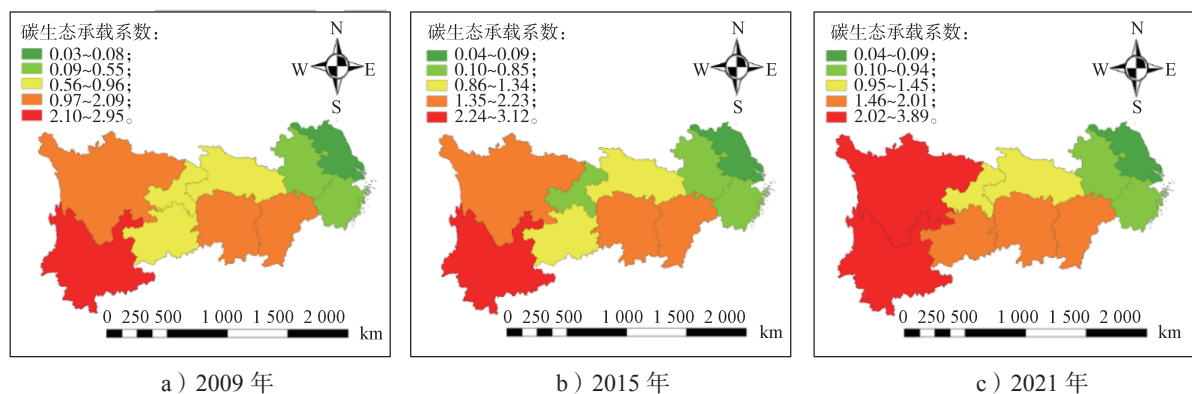 碳生态承载系数：
0.03~0.08；
0.09~0.55；
0.56~0.96；
0.97~2.09；
2.10~2.95。
N
W E
S
0 250 500 1 000 1 500 2 000
km
a）2009 年
碳生态承载系数：
0.04~0.09；
0.10~0.85；
0.86~1.34；
1.35~2.23；
2.24~3.12。
N
W E
S
0 250 500 1 000 1 500 2 000
km
b）2015 年
碳生态承载系数：
0.04~0.09；
0.10~0.94；
0.95~1.45；
1.46~2.01；
2.02~3.89。
N
W E
S
0 250 500 1 000 1 500 2 000
km
c）2021 年